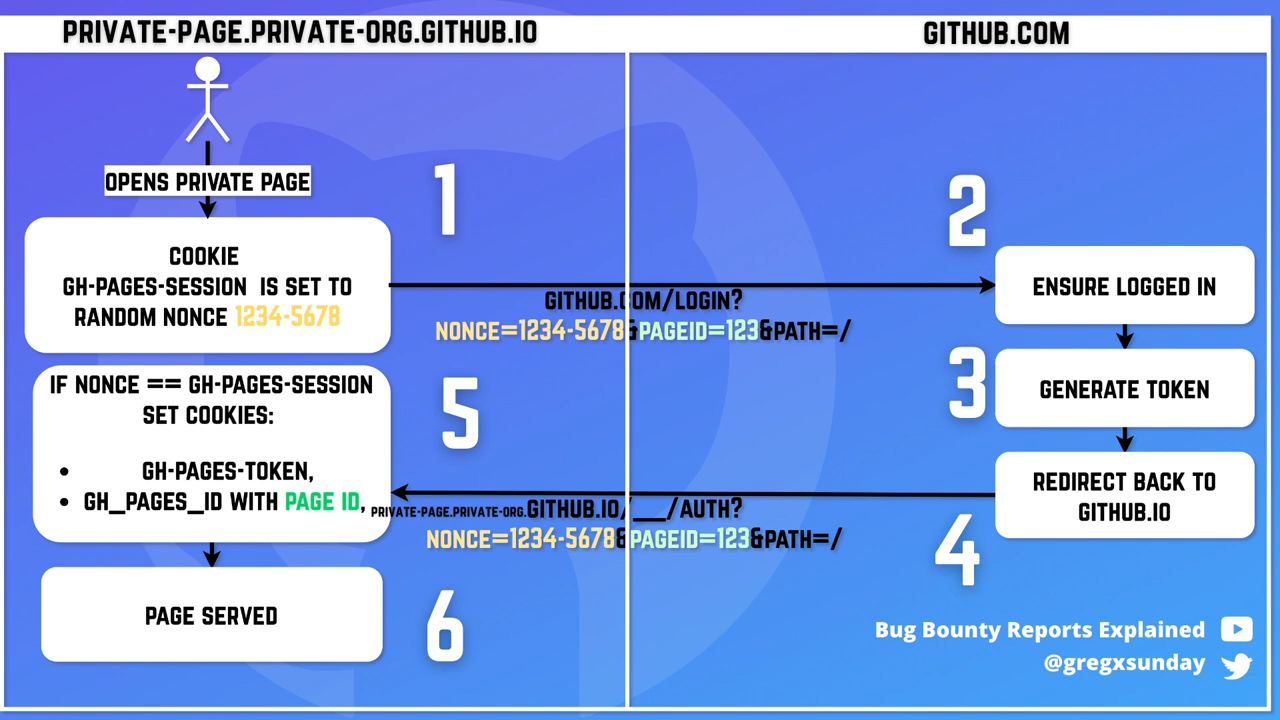 PRIVATE-PAGE.PRIVATE-ORG.GITHUB.IO
GITHUB.COM
OPENS PRIVATE PAGE
1
COOKIE
GH-PAGES-SESSION IS SET TO
RANDOM NONCE 1234-5678
GITHUB.COM/LOGIN?
NONCE=1234-5678&PAGEID=123&PATH=/
2
ENSURE LOGGED IN
3
GENERATE TOKEN
REDIRECT BACK TO
GITHUB.IO
4
PRIVATE-PAGE.PRIVATE-ORG.GITHUB.IO/__/AUTH?
NONCE=1234-5678&PAGEID=123&PATH=/
5
IF NONCE == GH-PAGES-SESSION
SET COOKIES:
• GH-PAGES-TOKEN,
• GH_PAGES_ID WITH PAGE ID,
PAGE SERVED
6
Bug Bounty Reports Explained
@gregxsunday